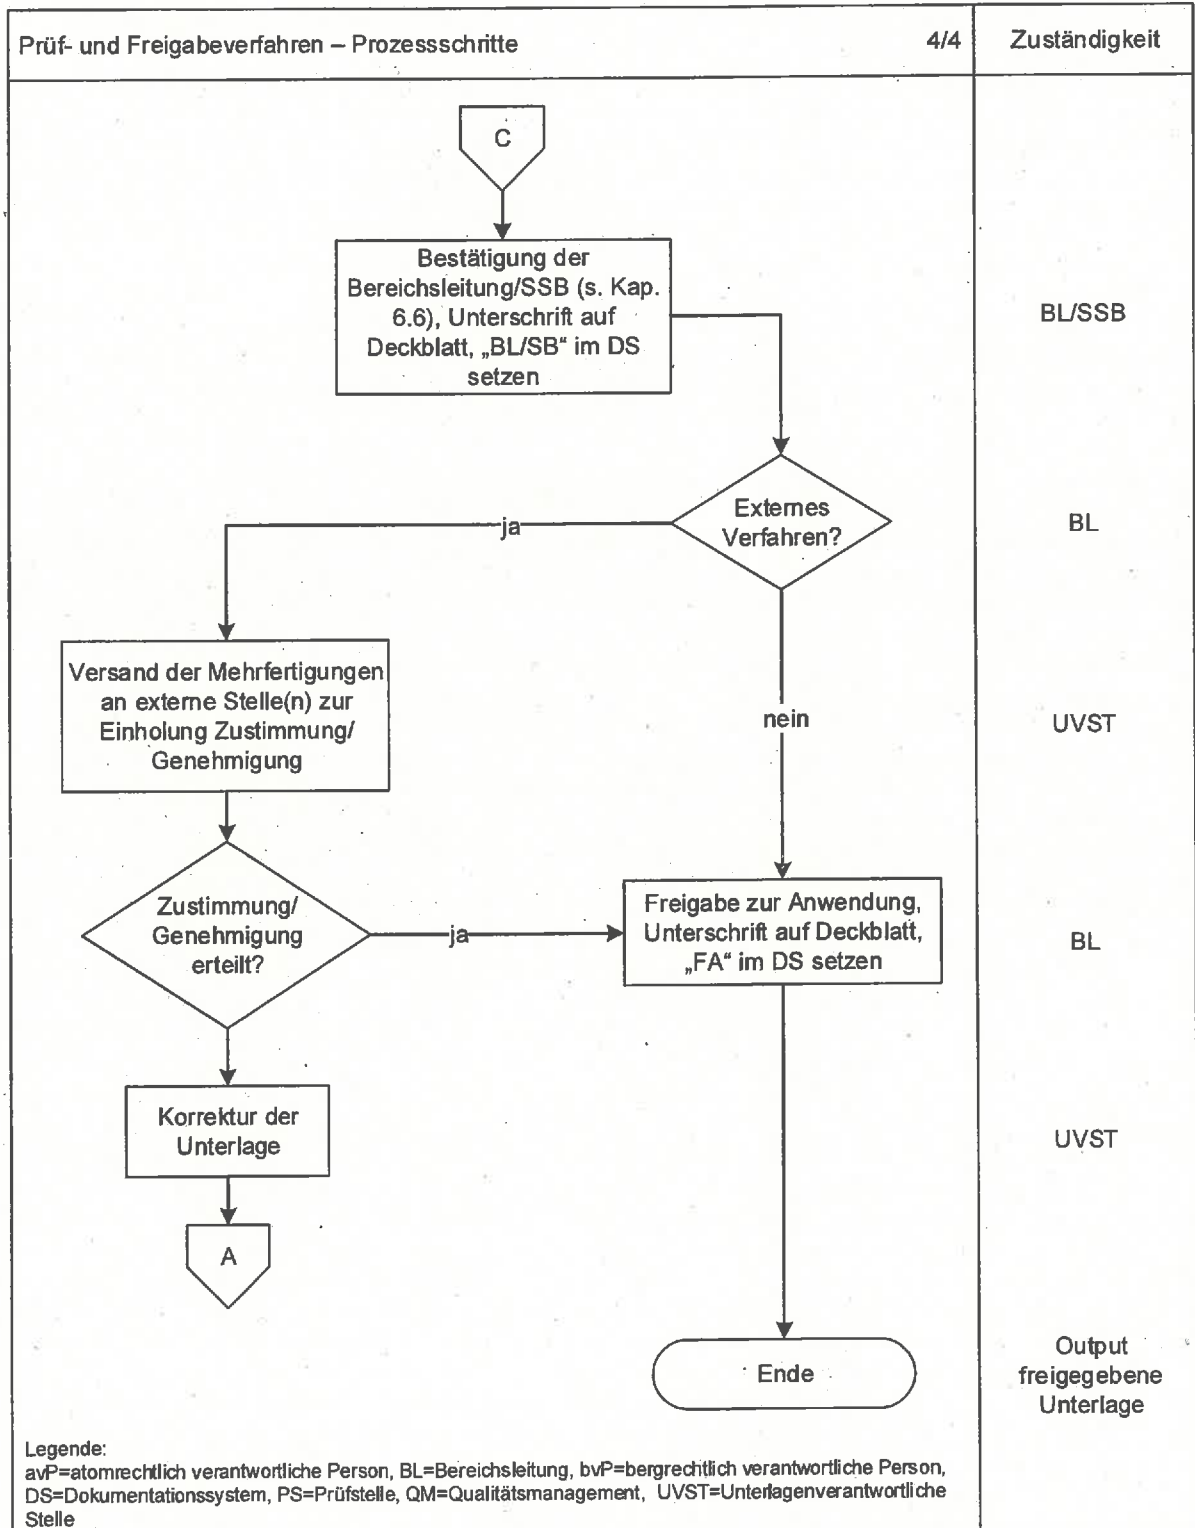 Prüf- und Freigabeverfahren – Prozessschritte 4/4 Zuständigkeit
C
Bestätigung der
Bereichsleitung/SSB (s. Kap.
6.6), Unterschrift auf
Deckblatt, „BL/SB“ im DS
setzen
BL/SSB
Externes
Verfahren?
ja
BL
Versand der Mehrfertigungen
an externe Stelle(n) zur
Einholung Zustimmung/
Genehmigung
nein
UVST
Zustimmung/
Genehmigung
erteilt?
ja
Freigabe zur Anwendung,
Unterschrift auf Deckblatt,
„FA“ im DS setzen
BL
Korrektur der
Unterlage
UVST
A
Ende
Output
freigegebene
Unterlage
Legende:
avP=atomrechtlich verantwortliche Person, BL=Bereichsleitung, bvP=bergrechtlich verantwortliche Person,
DS=Dokumentationssystem, PS=Prüfstelle, QM=Qualitätsmanagement, UVST=Unterlagenverantwortliche
Stelle